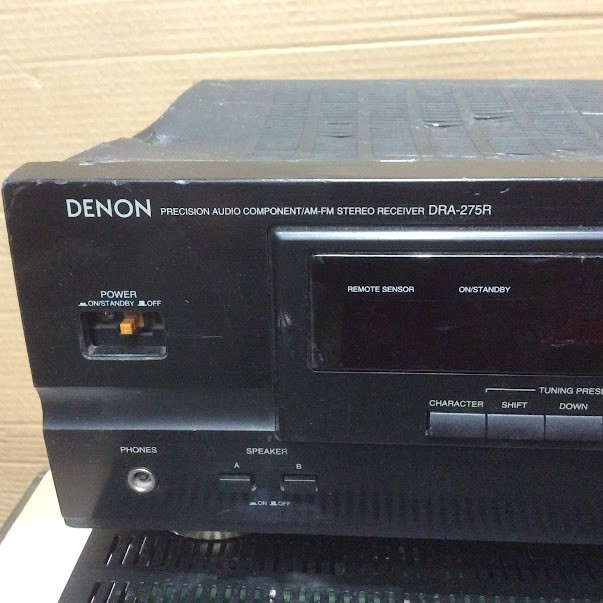 DENON PRECISION AUDIO COMPONENT/AM-FM STEREO RECEIVER DRA-275R
REMOTE SENSOR ON/STANDBY
POWER
ON/STANDBY OFF
TUNING PRESE
CHARACTER SHIFT DOWN
PHONES SPEAKER
A B
ON OFF